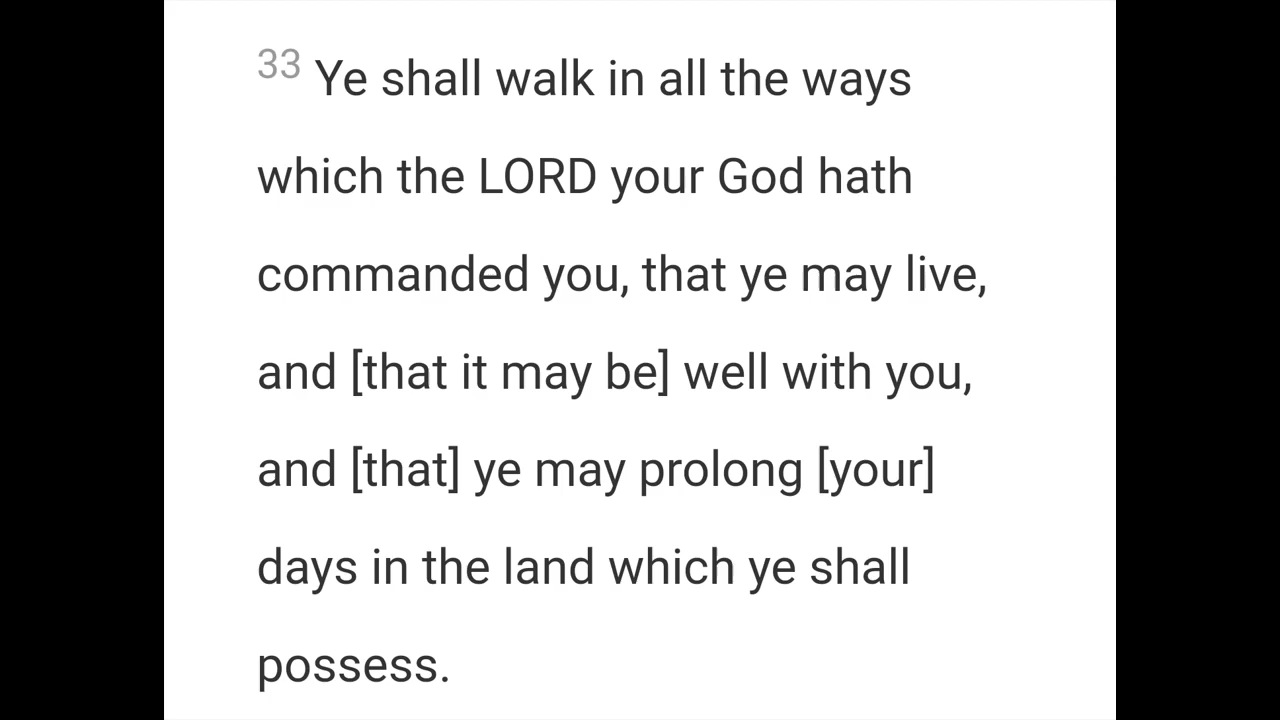 33 Ye shall walk in all the ways
which the LORD your God hath
commanded you, that ye may live,
and [that it may be] well with you,
and [that] ye may prolong [your]
days in the land which ye shall
possess.